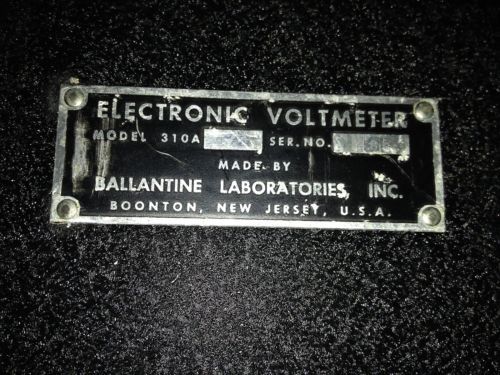 ELECTRONIC VOLTMETER
MODEL 310A SER. NO.
MADE BY
BALLANTINE LABORATORIES, INC.
BOONTON, NEW JERSEY, U.S.A.